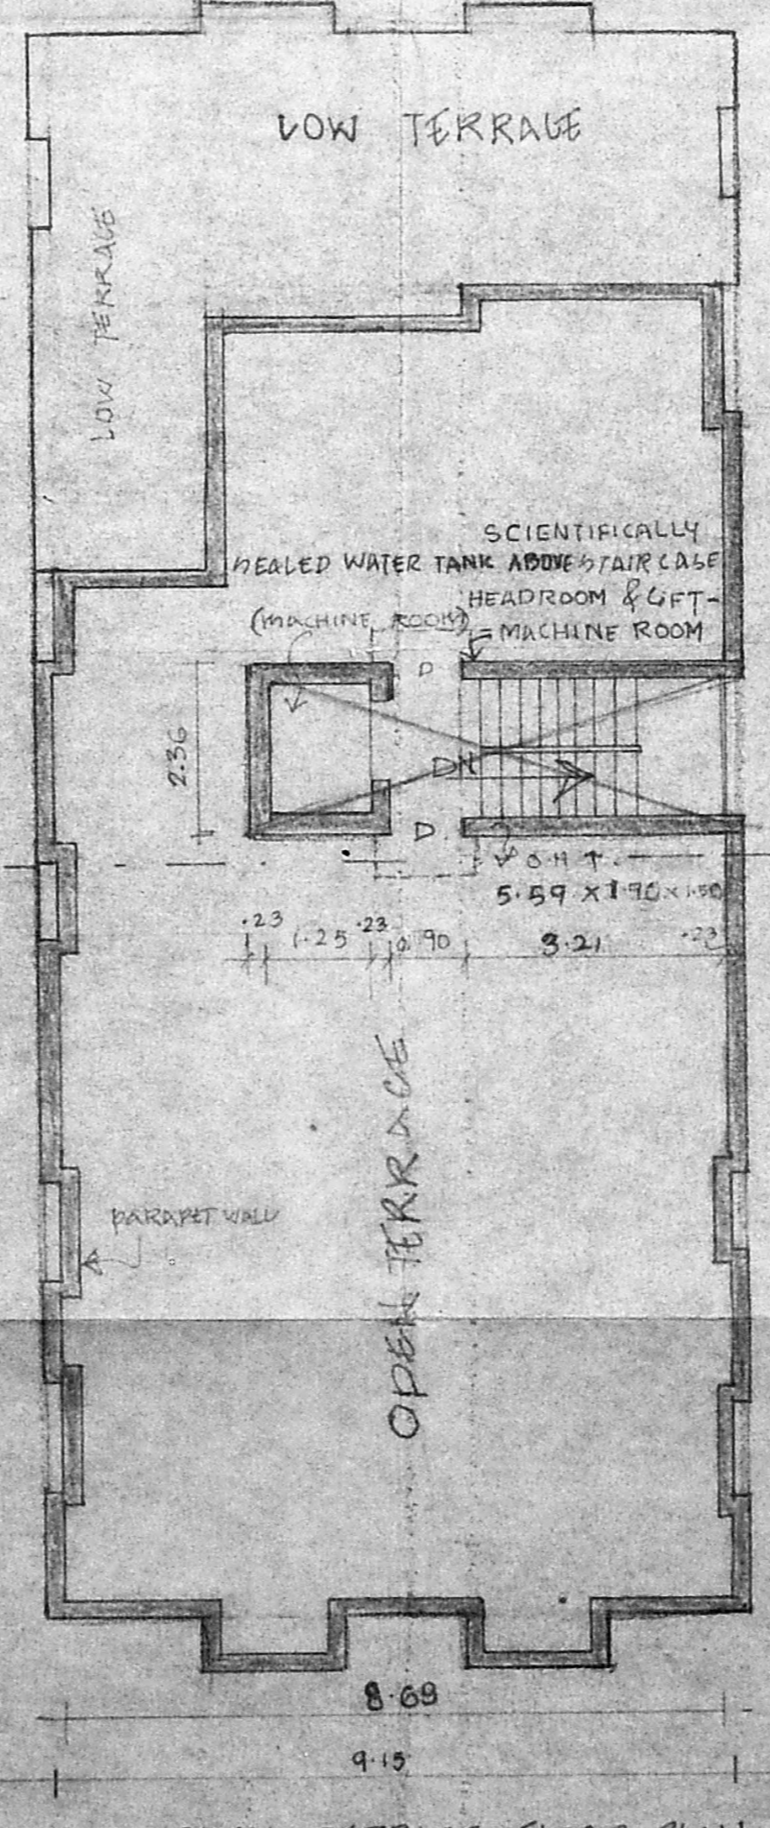 LOW TERRACE
LOW TERRACE
SCIENTIFICALLY
SEALED WATER TANK ABOVE STAIRCASE
HEADROOM & LIFT-
MACHINE ROOM
(MACHINE ROOM)
D
2.36
DN
D
O.H.T.
5.59 X 1.90 X 1.50
.23
1.25
.23
0.90
3.21
.23
OPEN TERRACE
PARAPET WALL
8.69
9.15